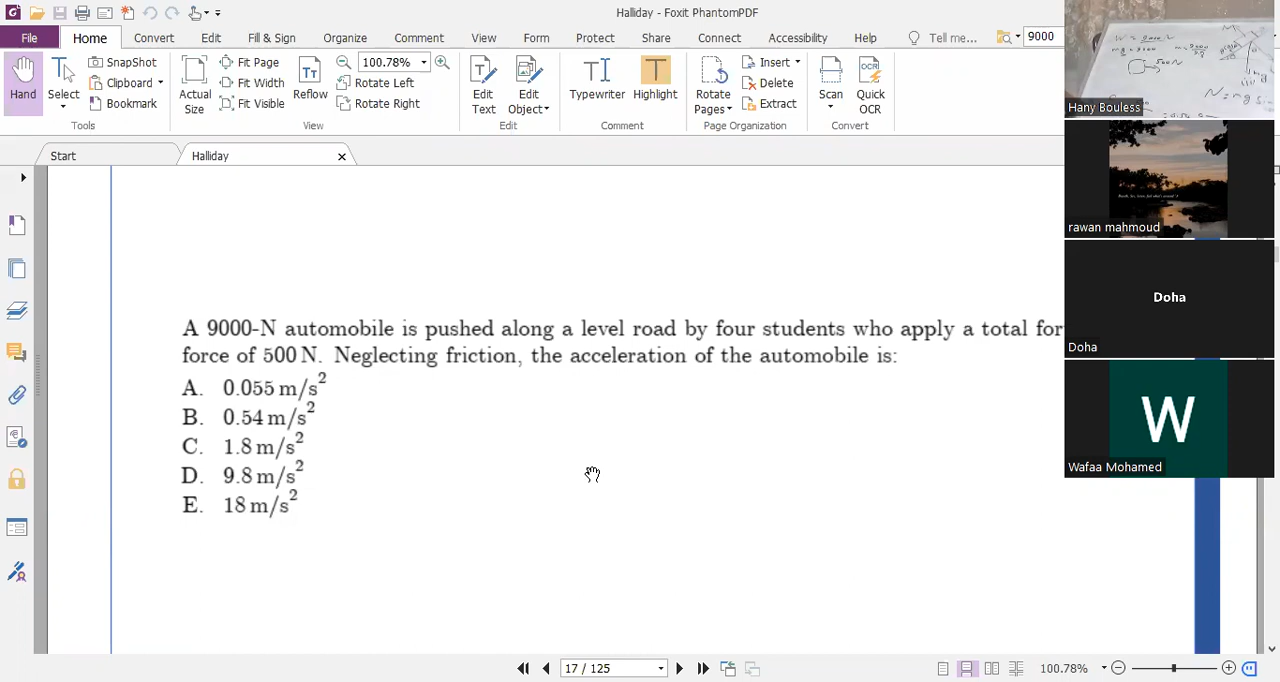 Halliday - Foxit PhantomPDF
File Home Convert Edit Fill & Sign Organize Comment View Form Protect Share Connect Accessibility Help Tell me... 9000
Hand
Select
SnapShot
Clipboard
Bookmark
Tools
Actual
Size
Fit Page
Fit Width
Fit Visible
Reflow
100.78%
Rotate Left
Rotate Right
View
Edit
Text
Edit
Object
Edit
Typewriter
Highlight
Comment
Rotate
Pages
Insert
Delete
Extract
Page Organization
Scan
Quick
OCR
Convert
Start
Halliday
A 9000-N automobile is pushed along a level road by four students who apply a total for
force of 500 N. Neglecting friction, the acceleration of the automobile is:
A. 0.055 m/s²
B. 0.54 m/s²
C. 1.8 m/s²
D. 9.8 m/s²
E. 18 m/s²
Hany Bouless
rawan mahmoud
Doha
Doha
W
Wafaa Mohamed
17 / 125
100.78%